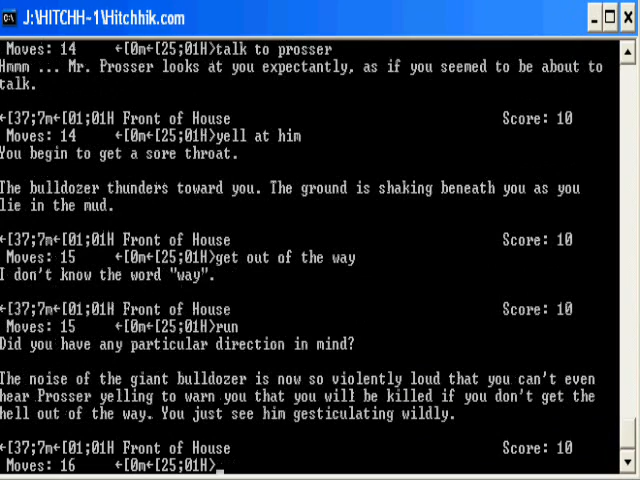 J:\HITCHH~1\Hitchhik.com
Moves: 14      ←[0m←[25;01H>talk to prosser
Hmmm ... Mr. Prosser looks at you expectantly, as if you seemed to be about to
talk.
←[37;7m←[01;01H Front of House                               Score: 10
Moves: 14      ←[0m←[25;01H>yell at him
You begin to get a sore throat.
The bulldozer thunders toward you. The ground is shaking beneath you as you
lie in the mud.
←[37;7m←[01;01H Front of House                               Score: 10
Moves: 15      ←[0m←[25;01H>get out of the way
I don't know the word "way".
←[37;7m←[01;01H Front of House                               Score: 10
Moves: 15      ←[0m←[25;01H>run
Did you have any particular direction in mind?
The noise of the giant bulldozer is now so violently loud that you can't even
hear Prosser yelling to warn you that you will be killed if you don't get the
hell out of the way. You just see him gesticulating wildly.
←[37;7m←[01;01H Front of House                               Score: 10
Moves: 16      ←[0m←[25;01H>_